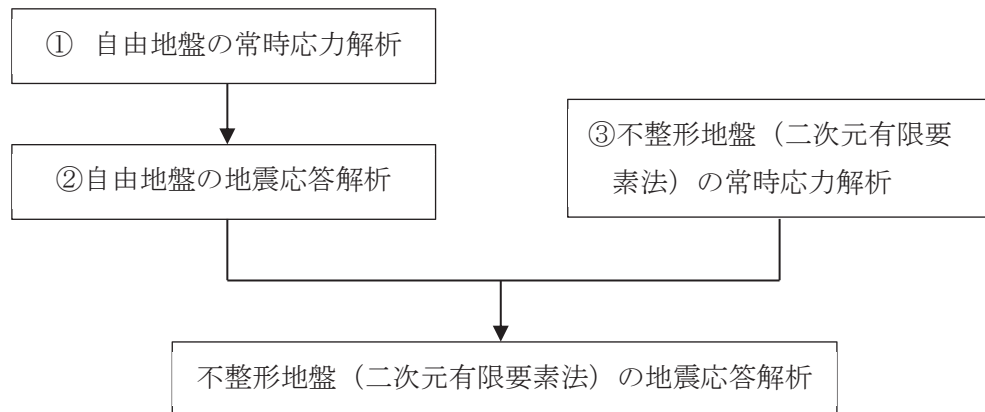 ① 自由地盤の常時応力解析
②自由地盤の地震応答解析
③不整形地盤（二次元有限要
素法）の常時応力解析
不整形地盤（二次元有限要素法）の地震応答解析